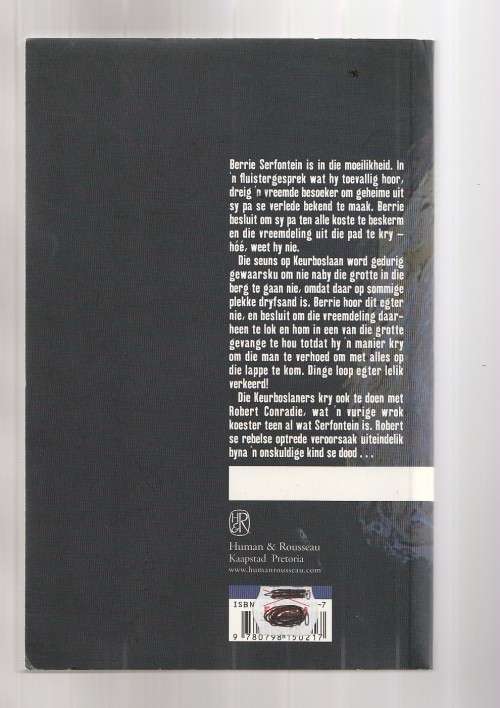 Berrie Serfontein is in die moeilikheid. In
'n fluistergesprek wat hy toevallig hoor,
dreig 'n vreemde besoeker om geheime uit
sy pa se verlede bekend te maak. Berrie
besluit om sy pa ten alle koste te beskerm
en die vreemdeling uit die pad te kry –
hóé, weet hy nie.
Die seuns op Keurboslaan word gedurig
gewaarsku om nie naby die grotte in die
berg te gaan nie, omdat daar op sommige
plekke dryfsand is. Berrie hoor dit egter
nie, en besluit om die vreemdeling daar-
heen te lok en hom in een van die grotte
gevange te hou totdat hy 'n manier kry
om die man te verhoed om met alles op
die lappe te kom. Dinge loop egter lelik
verkeerd!
Die Keurboslaners kry ook te doen met
Robert Conradie, wat 'n vurige wrok
koester teen al wat Serfontein is. Robert
se rebelse optrede veroorsaak uiteindelik
byna 'n onskuldige kind se dood . . .
H&R
Human & Rousseau
Kaapstad Pretoria
www.humanrousseau.com
ISBN -7
9 780798 150217